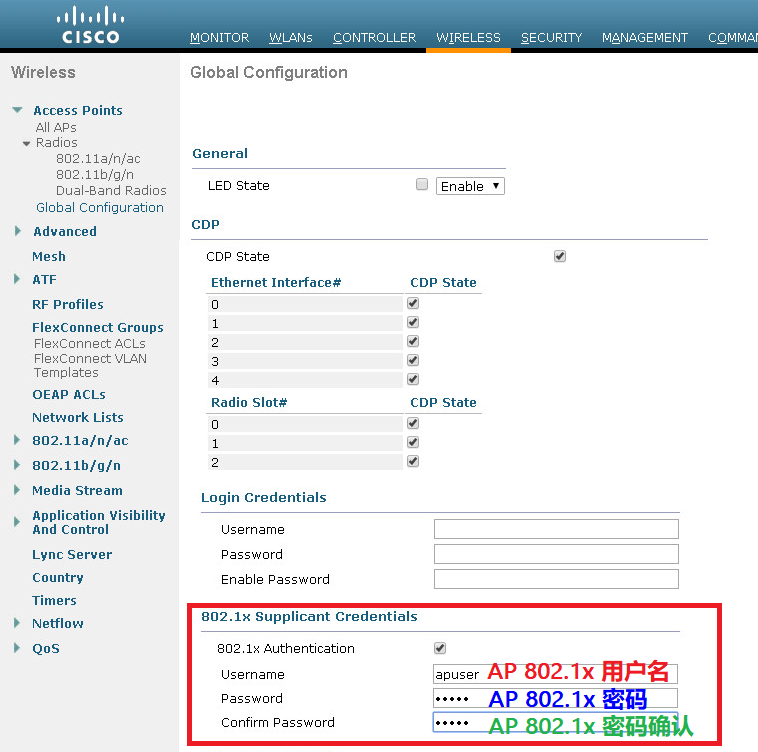 CISCO
MONITOR WLANs CONTROLLER WIRELESS SECURITY MANAGEMENT COMMAN
Wireless
Access Points
All APs
Radios
802.11a/n/ac
802.11b/g/n
Dual-Band Radios
Global Configuration
Advanced
Mesh
ATF
RF Profiles
FlexConnect Groups
FlexConnect ACLs
FlexConnect VLAN
Templates
OEAP ACLs
Network Lists
802.11a/n/ac
802.11b/g/n
Media Stream
Application Visibility
And Control
Lync Server
Country
Timers
Netflow
QoS
Global Configuration
General
LED State Enable
CDP
CDP State
Ethernet Interface# CDP State
0
1
2
3
4
Radio Slot# CDP State
0
1
2
Login Credentials
Username
Password
Enable Password
802.1x Supplicant Credentials
802.1x Authentication
Username apuser AP 802.1x 用户名
Password ••••• AP 802.1x 密码
Confirm Password ••••• AP 802.1x 密码确认